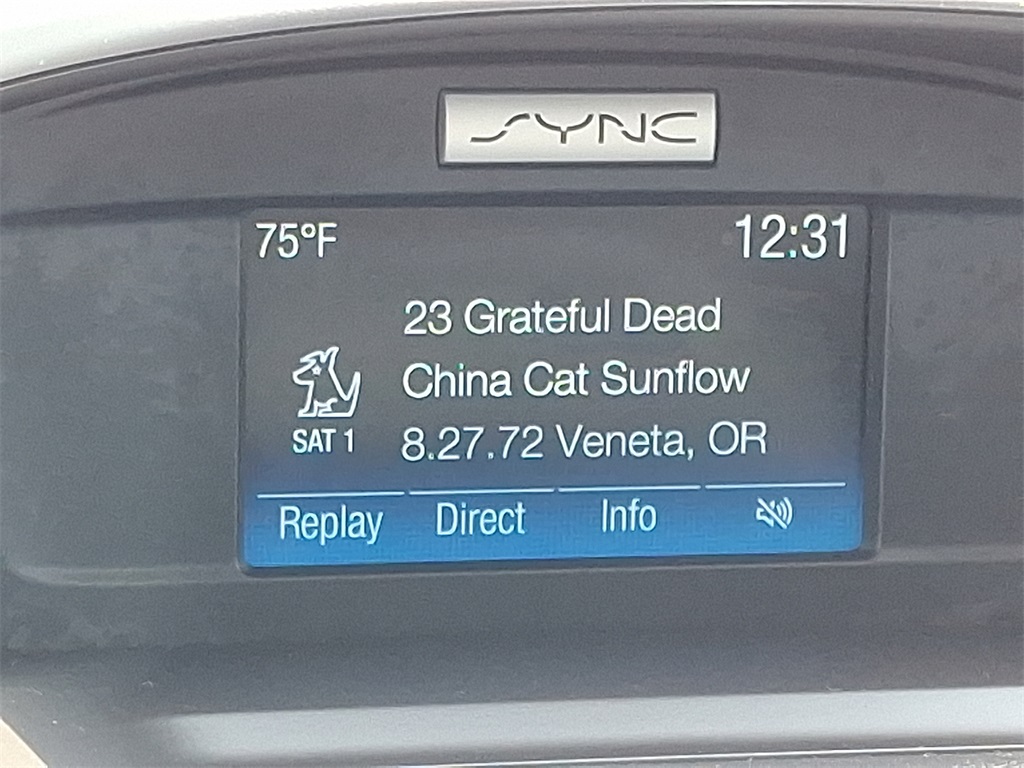 SYNC
75°F 12:31
23 Grateful Dead
China Cat Sunflow
SAT 1 8.27.72 Veneta, OR
Replay Direct Info